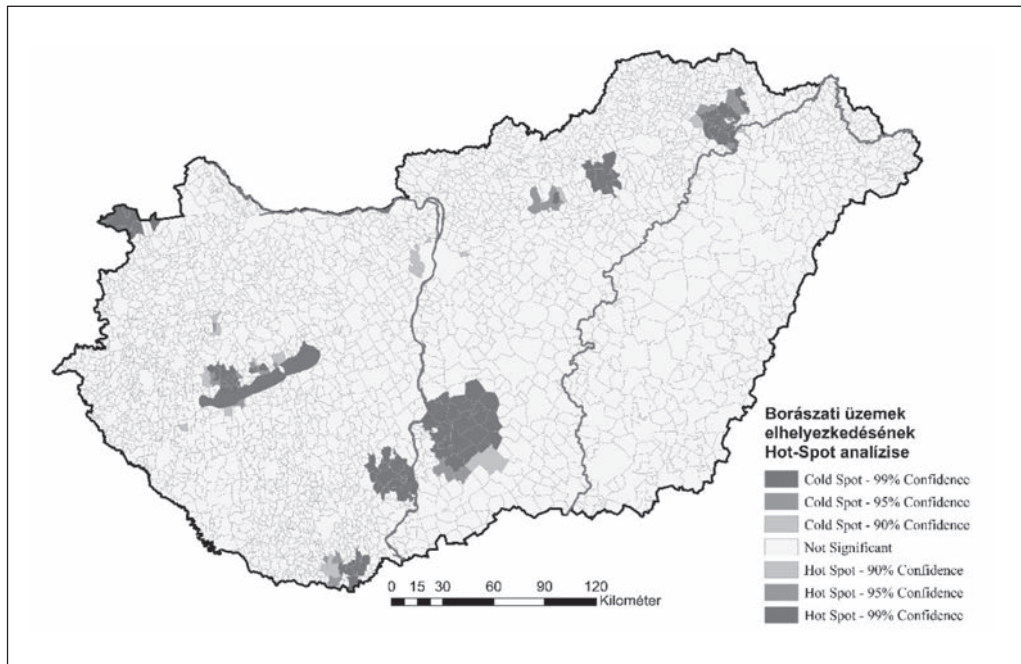 Borászati üzemek
elhelyezkedésének
Hot-Spot analízise
Cold Spot - 99% Confidence
Cold Spot - 95% Confidence
Cold Spot - 90% Confidence
Not Significant
Hot Spot - 90% Confidence
Hot Spot - 95% Confidence
Hot Spot - 99% Confidence
0 15 30 60 90 120
Kilométer